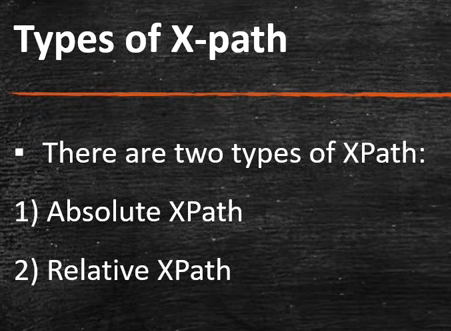 Types of X-path
▪ There are two types of XPath:
1) Absolute XPath
2) Relative XPath